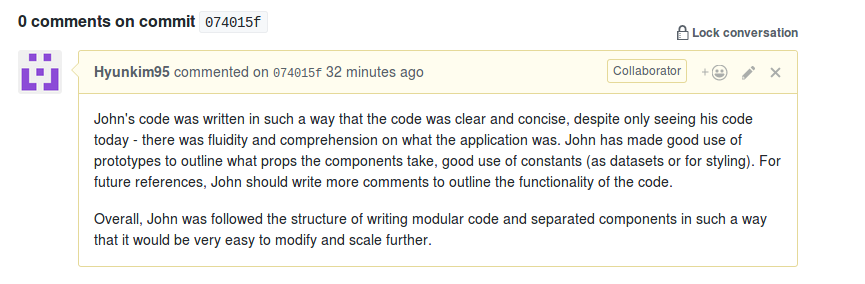 0 comments on commit 074015f
Lock conversation
Hyunkim95 commented on 074015f 32 minutes ago
Collaborator
+
John's code was written in such a way that the code was clear and concise, despite only seeing his code
today - there was fluidity and comprehension on what the application was. John has made good use of
prototypes to outline what props the components take, good use of constants (as datasets or for styling). For
future references, John should write more comments to outline the functionality of the code.
Overall, John was followed the structure of writing modular code and separated components in such a way
that it would be very easy to modify and scale further.